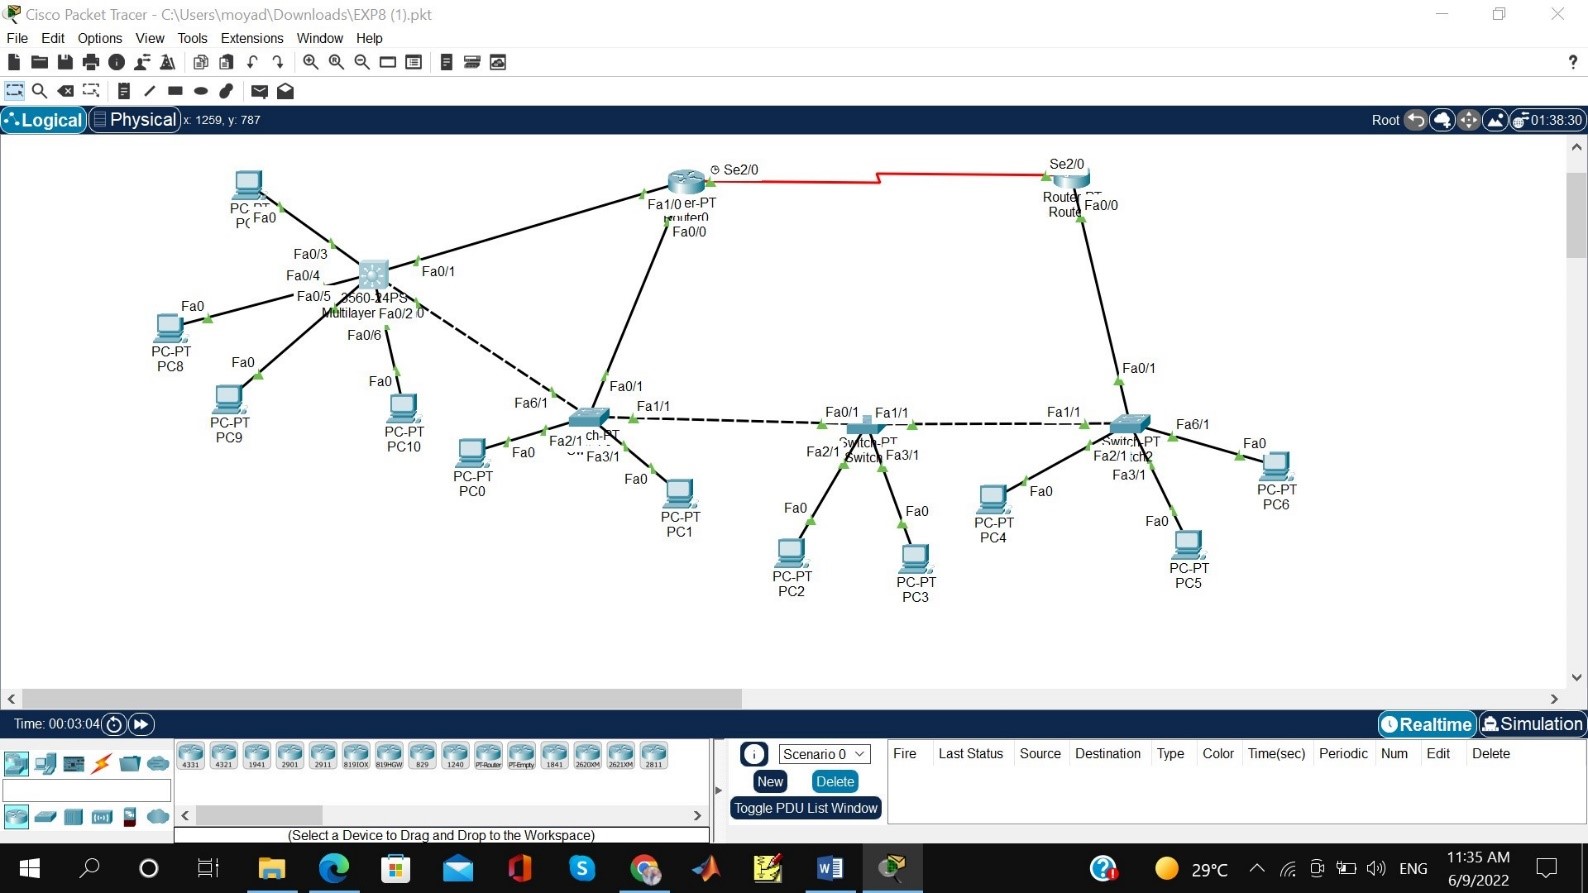 Cisco Packet Tracer - C:\Users\moyad\Downloads\EXP8 (1).pkt
File Edit Options View Tools Extensions Window Help
?
Logical Physical x: 1259, y: 787 Root 01:38:30
Se2/0
Se2/0
PC-PT
Fa0
Fa1/0 er-PT
Router0
Fa0/0
Router-PT
Route
Fa0/0
Fa0/3
Fa0/4
Fa0/1
Fa0/5 3560-24PS
Multilayer Fa0/2 0
Fa0/6
Fa0
PC-PT
PC8
Fa0
PC-PT
PC9
Fa0
PC-PT
PC10
Fa0/1
Fa6/1
Fa1/1
Fa2/1 ch-PT
Fa3/1
Fa0
PC-PT
PC0
Fa0
PC-PT
PC1
Fa0/1 Fa1/1
Fa2/1 Switch-PT
Switch Fa3/1
Fa0
PC-PT
PC2
Fa0
PC-PT
PC3
Fa0/1
Fa1/1
Fa6/1
Switch-PT
Fa2/1 ch2
Fa3/1
Fa0
PC-PT
PC4
Fa0
PC-PT
PC5
Fa0
PC-PT
PC6
Time: 00:03:04 Realtime Simulation
4331 4321 1941 2901 2911 819IOX 819HGW 829 1240 PT-Router PT-Empty 1841 2620XM 2621XM 2811
(Select a Device to Drag and Drop to the Workspace)
Scenario 0
New Delete
Toggle PDU List Window
Fire Last Status Source Destination Type Color Time(sec) Periodic Num Edit Delete
29°C ENG
11:35 AM
6/9/2022